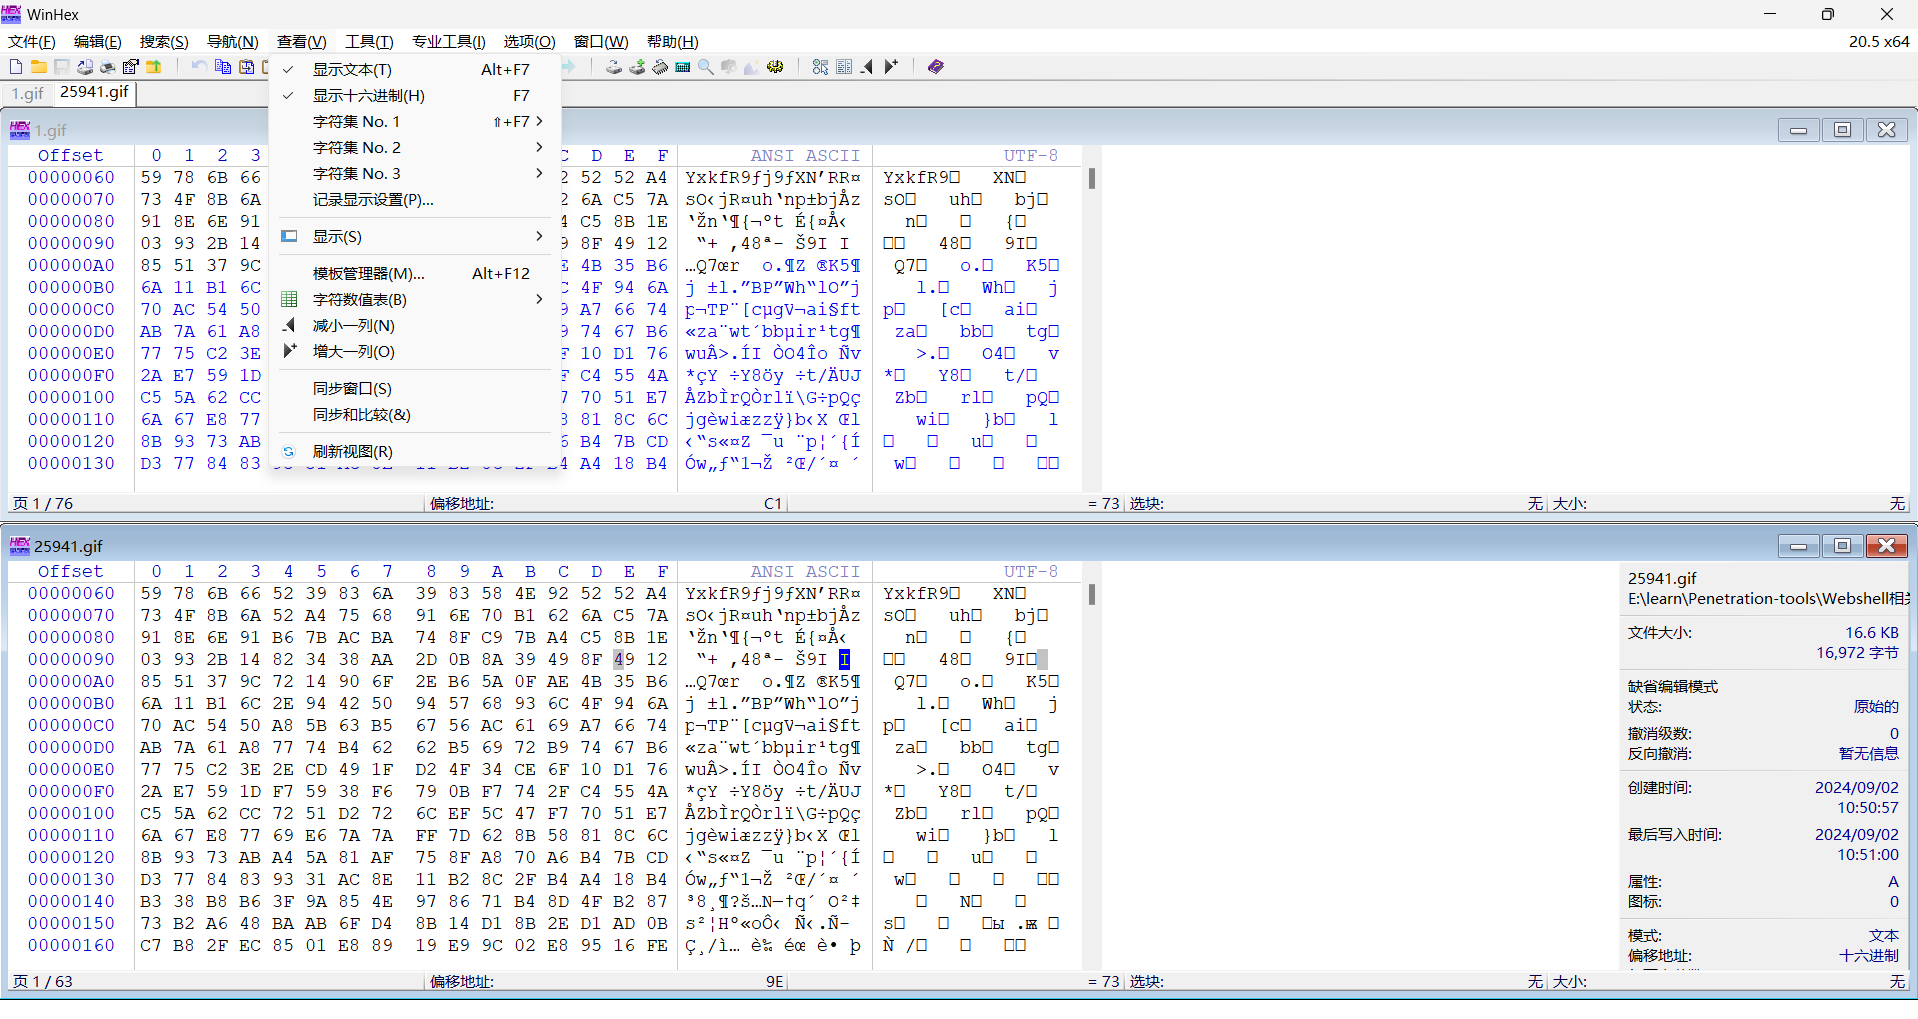 WinHex
文件(F) 编辑(E) 搜索(S) 导航(N) 查看(V) 工具(T) 专业工具(I) 选项(O) 窗口(W) 帮助(H) 20.5 x64
1.gif 25941.gif
显示文本(T) Alt+F7
显示十六进制(H) F7
字符集 No. 1 ⇧+F7
字符集 No. 2
字符集 No. 3
记录显示设置(P)...
显示(S)
模板管理器(M)... Alt+F12
字符数值表(B)
减小一列(N)
增大一列(O)
同步窗口(S)
同步和比较(&)
刷新视图(R)
1.gif
Offset 0 1 2 3 C D E F ANSI ASCII UTF-8
00000060 59 78 6B 66 2 52 52 A4 YxkfR9ƒj9ƒXN’RR¤ YxkfR9□ XN□
00000070 73 4F 8B 6A 2 6A C5 7A sO‹jR¤uh‘np±bjÅz sO□ uh□ bj□
00000080 91 8E 6E 91 4 C5 8B 1E ‘Žn‘¶{¬ºt É{¤Å‹ n□ □ {□
00000090 03 93 2B 14 9 8F 49 12 “+ ‚48ª- Š9I I □□ 48□ 9I□
000000A0 85 51 37 9C E 4B 35 B6 …Q7œr o.¶Z ®K5¶ Q7□ o.□ K5□
000000B0 6A 11 B1 6C C 4F 94 6A j ±l.”BP”Wh“lO”j l.□ Wh□ j
000000C0 70 AC 54 50 9 A7 66 74 p¬TP¨[cµgV¬ai§ft p□ [c□ ai□
000000D0 AB 7A 61 A8 9 74 67 B6 «za¨wt´bbµir¹tg¶ za□ bb□ tg□
000000E0 77 75 C2 3E F 10 D1 76 wuÂ>.ÍI ÒO4Îo Ñv >.□ O4□ v
000000F0 2A E7 59 1D F C4 55 4A *çY ÷Y8öy ÷t/ÄUJ *□ Y8□ t/□
00000100 C5 5A 62 CC 7 70 51 E7 ÅZbÌrQÒrlï\G÷pQç Zb□ rl□ pQ□
00000110 6A 67 E8 77 8 81 8C 6C jgèwiæzzÿ}b‹X Œl wi□ }b□ l
00000120 8B 93 73 AB 6 B4 7B CD ‹“s«¤Z ¯u ¨p¦´{Í □ □ u□ □
00000130 D3 77 84 83 4 A4 18 B4 Ów„ƒ“1¬Ž ²Œ/´¤ ´ w□ □ □ □□
页 1 / 76 偏移地址: C1 = 73 选块: 无 大小: 无
25941.gif
Offset 0 1 2 3 4 5 6 7 8 9 A B C D E F ANSI ASCII UTF-8
00000060 59 78 6B 66 52 39 83 6A 39 83 58 4E 92 52 52 A4 YxkfR9ƒj9ƒXN’RR¤ YxkfR9□ XN□
00000070 73 4F 8B 6A 52 A4 75 68 91 6E 70 B1 62 6A C5 7A sO‹jR¤uh‘np±bjÅz sO□ uh□ bj□
00000080 91 8E 6E 91 B6 7B AC BA 74 8F C9 7B A4 C5 8B 1E ‘Žn‘¶{¬ºt É{¤Å‹ n□ □ {□
00000090 03 93 2B 14 82 34 38 AA 2D 0B 8A 39 49 8F 49 12 “+ ‚48ª- Š9I I □□ 48□ 9I□
000000A0 85 51 37 9C 72 14 90 6F 2E B6 5A 0F AE 4B 35 B6 …Q7œr o.¶Z ®K5¶ Q7□ o.□ K5□
000000B0 6A 11 B1 6C 2E 94 42 50 94 57 68 93 6C 4F 94 6A j ±l.”BP”Wh“lO”j l.□ Wh□ j
000000C0 70 AC 54 50 A8 5B 63 B5 67 56 AC 61 69 A7 66 74 p¬TP¨[cµgV¬ai§ft p□ [c□ ai□
000000D0 AB 7A 61 A8 77 74 B4 62 62 B5 69 72 B9 74 67 B6 «za¨wt´bbµir¹tg¶ za□ bb□ tg□
000000E0 77 75 C2 3E 2E CD 49 1F D2 4F 34 CE 6F 10 D1 76 wuÂ>.ÍI ÒO4Îo Ñv >.□ O4□ v
000000F0 2A E7 59 1D F7 59 38 F6 79 0B F7 74 2F C4 55 4A *çY ÷Y8öy ÷t/ÄUJ *□ Y8□ t/□
00000100 C5 5A 62 CC 72 51 D2 72 6C EF 5C 47 F7 70 51 E7 ÅZbÌrQÒrlï\G÷pQç Zb□ rl□ pQ□
00000110 6A 67 E8 77 69 E6 7A 7A FF 7D 62 8B 58 81 8C 6C jgèwiæzzÿ}b‹X Œl wi□ }b□ l
00000120 8B 93 73 AB A4 5A 81 AF 75 8F A8 70 A6 B4 7B CD ‹“s«¤Z ¯u ¨p¦´{Í □ □ u□ □
00000130 D3 77 84 83 93 31 AC 8E 11 B2 8C 2F B4 A4 18 B4 Ów„ƒ“1¬Ž ²Œ/´¤ ´ w□ □ □ □□
00000140 B3 38 B8 B6 3F 9A 85 4E 97 86 71 B4 8D 4F B2 87 ³8¸¶?š…N—†q´ O²‡ □ N□ □
00000150 73 B2 A6 48 BA AB 6F D4 8B 14 D1 8B 2E D1 AD 0B s²¦Hº«oÔ‹ Ñ‹.Ñ- s□ □ □ы .ѭ □
00000160 C7 B8 2F EC 85 01 E8 89 19 E9 9C 02 E8 95 16 FE Ç¸/ì… è‰ éœ è• þ Ǹ /□ □ □□
页 1 / 63 偏移地址: 9E = 73 选块: 无 大小: 无
25941.gif
E:\learn\Penetration-tools\Webshell相
文件大小: 16.6 KB
16,972 字节
缺省编辑模式
状态: 原始的
撤消级数: 0
反向撤消: 暂无信息
创建时间: 2024/09/02
10:50:57
最后写入时间: 2024/09/02
10:51:00
属性: A
图标: 0
模式: 文本
偏移地址: 十六进制